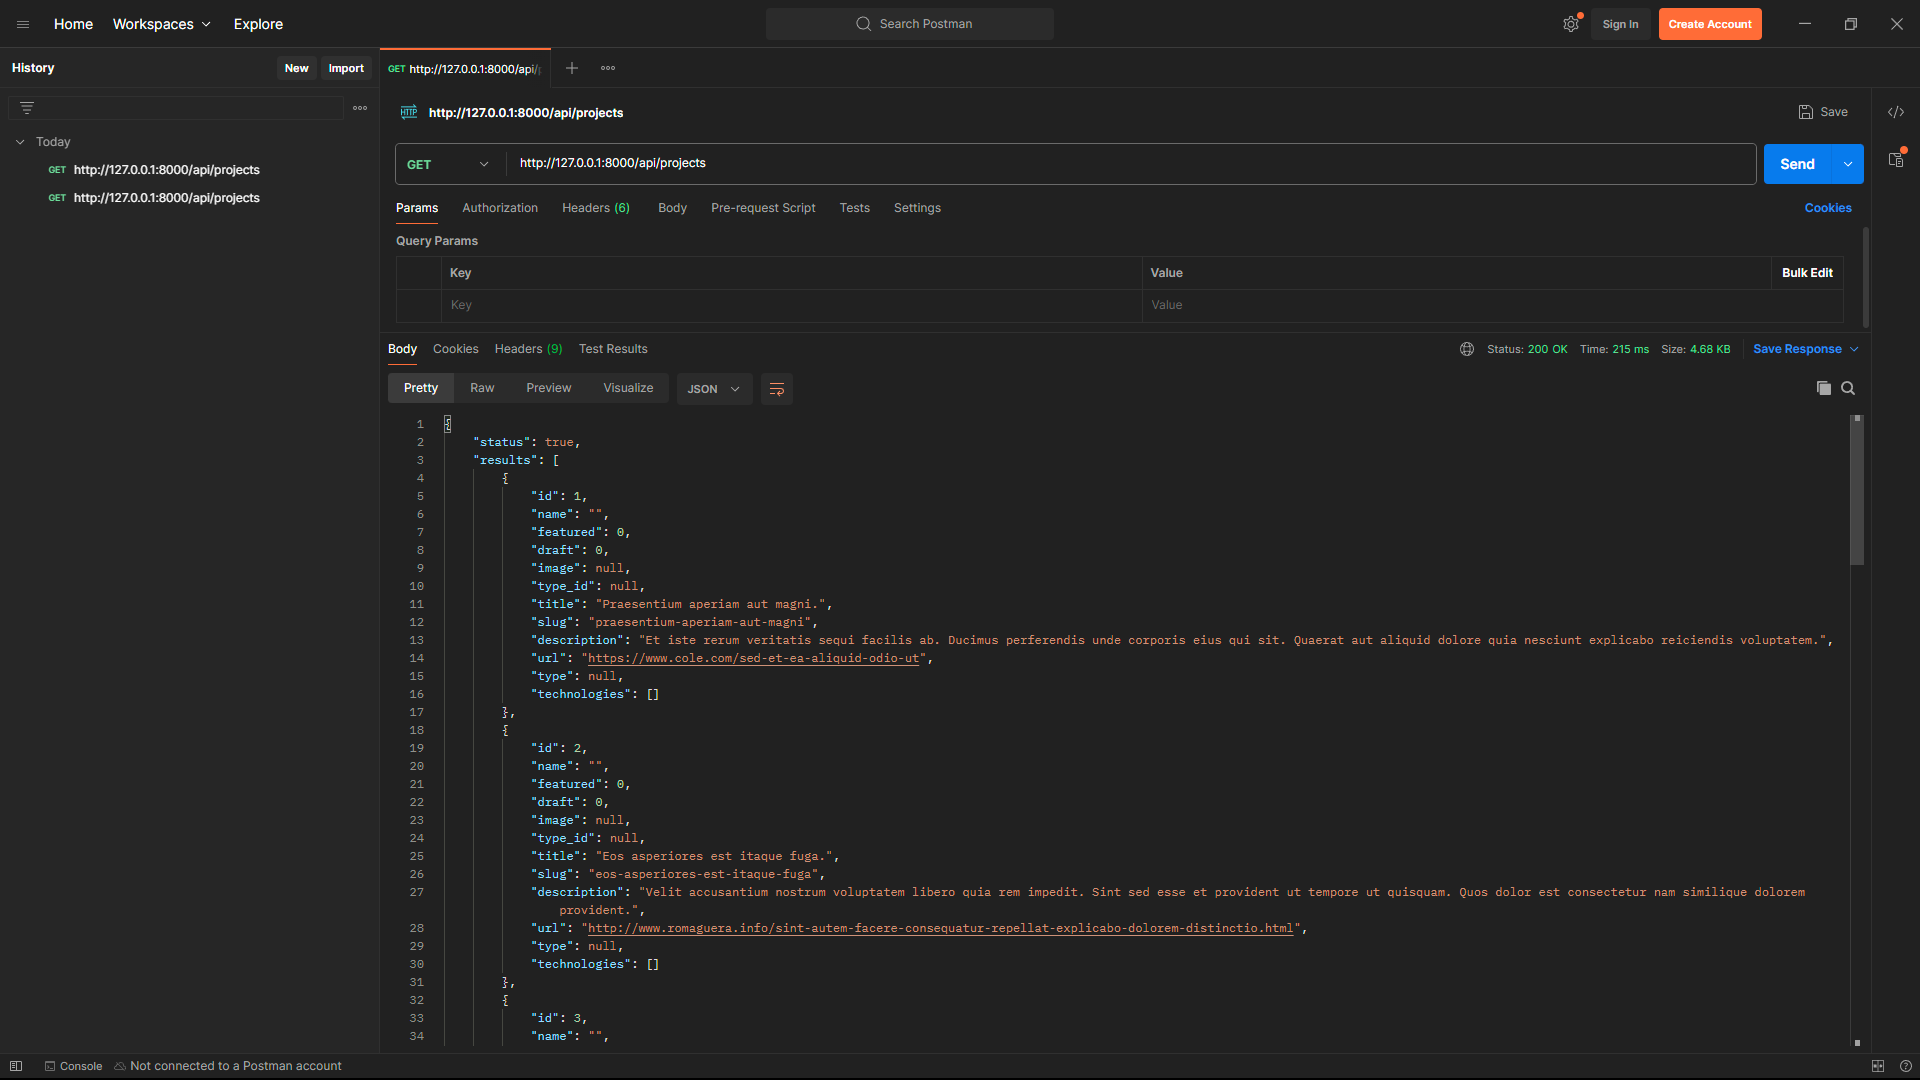 Home Workspaces Explore Search Postman Sign In Create Account
History New Import GET http://127.0.0.1:8000/api/
Today
GET http://127.0.0.1:8000/api/projects
GET http://127.0.0.1:8000/api/projects
HTTP http://127.0.0.1:8000/api/projects Save
GET http://127.0.0.1:8000/api/projects Send
Params Authorization Headers (6) Body Pre-request Script Tests Settings Cookies
Query Params
Key Value Bulk Edit
Key Value
Body Cookies Headers (9) Test Results Status: 200 OK Time: 215 ms Size: 4.68 KB Save Response
Pretty Raw Preview Visualize JSON
1 {
2 "status": true,
3 "results": [
4 {
5 "id": 1,
6 "name": "",
7 "featured": 0,
8 "draft": 0,
9 "image": null,
10 "type_id": null,
11 "title": "Praesentium aperiam aut magni.",
12 "slug": "praesentium-aperiam-aut-magni",
13 "description": "Et iste rerum veritatis sequi facilis ab. Ducimus perferendis unde corporis eius qui sit. Quaerat aut aliquid dolore quia nesciunt explicabo reiciendis voluptatem.",
14 "url": "https://www.cole.com/sed-et-ea-aliquid-odio-ut",
15 "type": null,
16 "technologies": []
17 },
18 {
19 "id": 2,
20 "name": "",
21 "featured": 0,
22 "draft": 0,
23 "image": null,
24 "type_id": null,
25 "title": "Eos asperiores est itaque fuga.",
26 "slug": "eos-asperiores-est-itaque-fuga",
27 "description": "Velit accusantium nostrum voluptatem libero quia rem impedit. Sint sed esse et provident ut tempore ut quisquam. Quos dolor est consectetur nam similique dolorem
provident.",
28 "url": "http://www.romaguera.info/sint-autem-facere-consequatur-repellat-explicabo-dolorem-distinctio.html",
29 "type": null,
30 "technologies": []
31 },
32 {
33 "id": 3,
34 "name": "",
Console Not connected to a Postman account